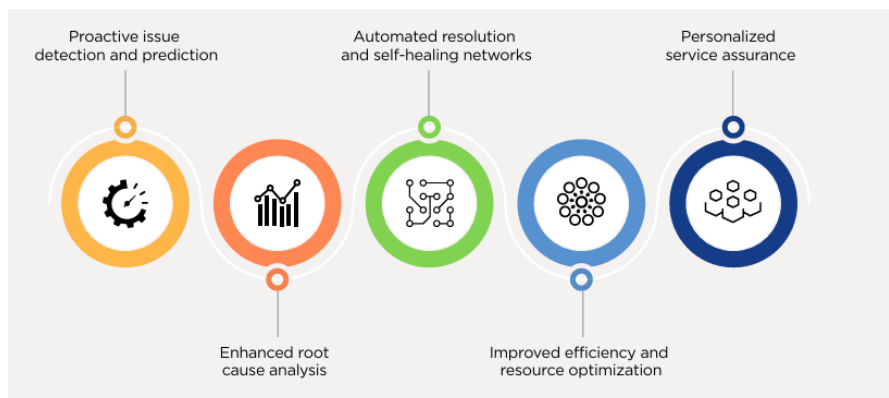 Proactive issue
detection and prediction
Enhanced root
cause analysis
Automated resolution
and self-healing networks
Improved efficiency and
resource optimization
Personalized
service assurance